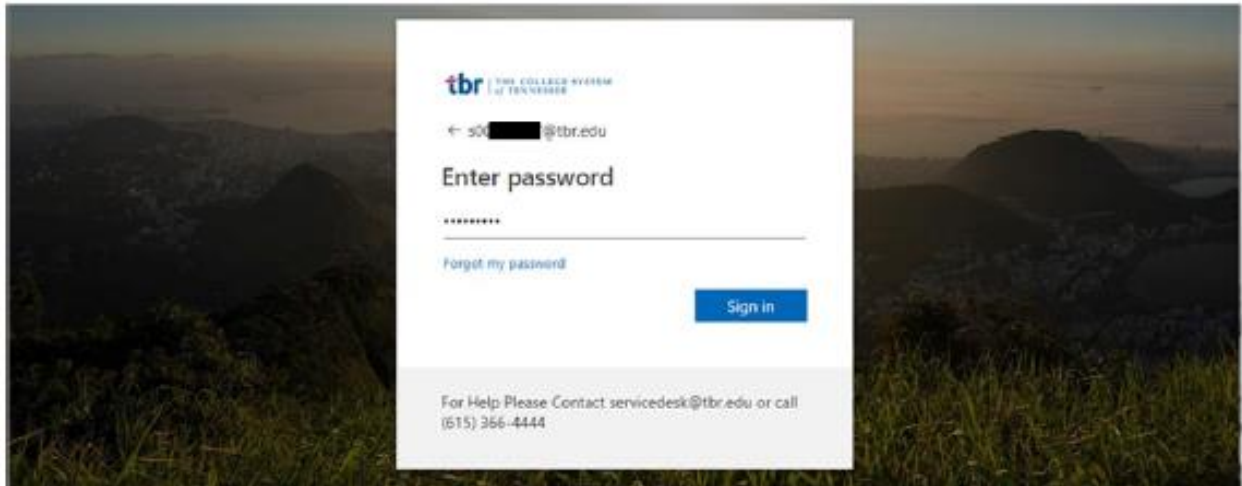 tbr | THE COLLEGE SYSTEM
of TENNESSEE
← s00@tbr.edu
Enter password
•••••••••
Forgot my password
Sign in
For Help Please Contact servicedesk@tbr.edu or call
(615) 366-4444